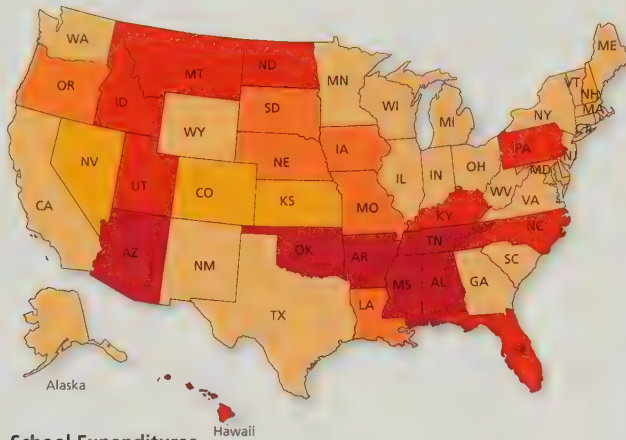 WA
MT
ND
ME
OR
ID
MN
VT
NH
SD
WI
MI
NY
MA
WY
IA
PA
NV
NE
NJ
UT
IL
IN
OH
MD
CA
CO
KS
MO
WV
VA
KY
AZ
NM
OK
AR
TN
NC
SC
TX
LA
MS
AL
GA
Alaska
Hawaii
School Expenditures